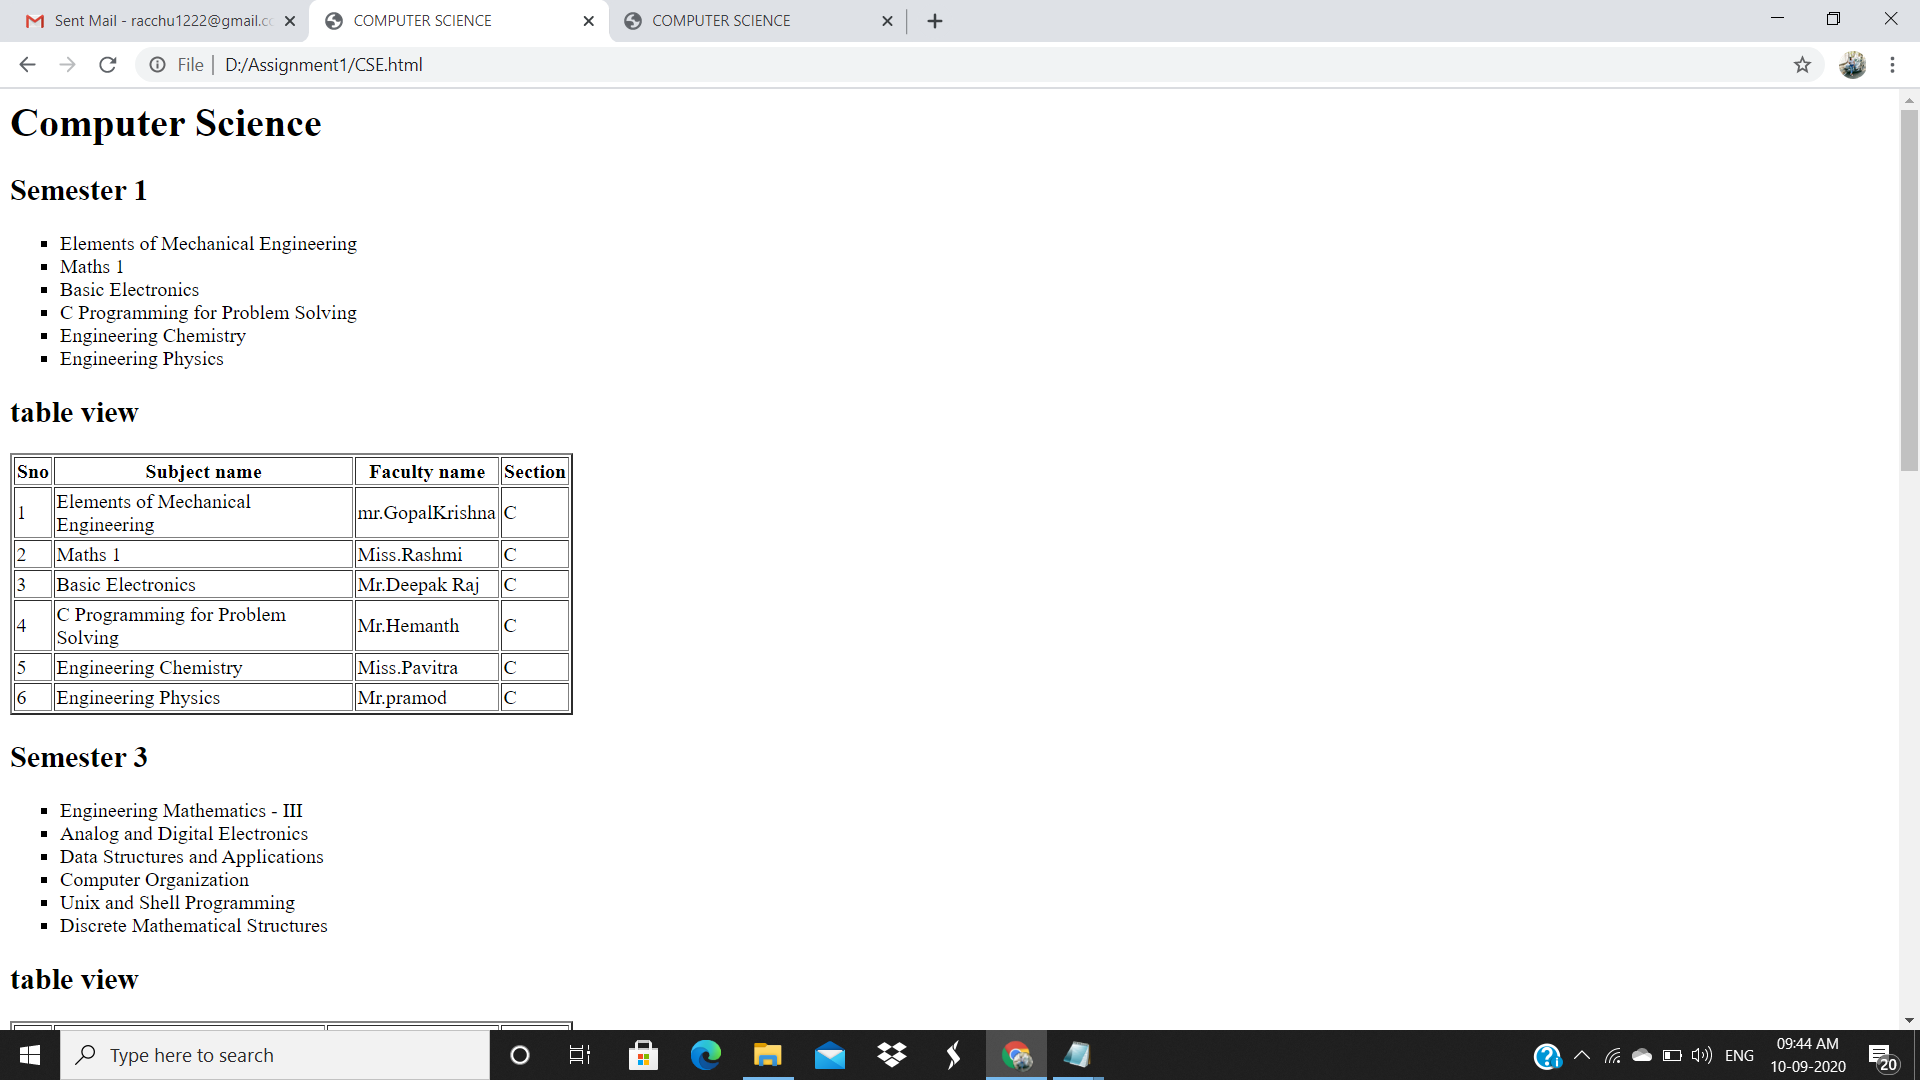 Sent Mail - racchu1222@gmail.c
COMPUTER SCIENCE
COMPUTER SCIENCE
File | D:/Assignment1/CSE.html
Computer Science
Semester 1
Elements of Mechanical Engineering
Maths 1
Basic Electronics
C Programming for Problem Solving
Engineering Chemistry
Engineering Physics
table view
Sno Subject name Faculty name Section
1 Elements of Mechanical Engineering mr.GopalKrishna C
2 Maths 1 Miss.Rashmi C
3 Basic Electronics Mr.Deepak Raj C
4 C Programming for Problem Solving Mr.Hemanth C
5 Engineering Chemistry Miss.Pavitra C
6 Engineering Physics Mr.pramod C
Semester 3
Engineering Mathematics - III
Analog and Digital Electronics
Data Structures and Applications
Computer Organization
Unix and Shell Programming
Discrete Mathematical Structures
table view
Type here to search
ENG
09:44 AM
10-09-2020
20